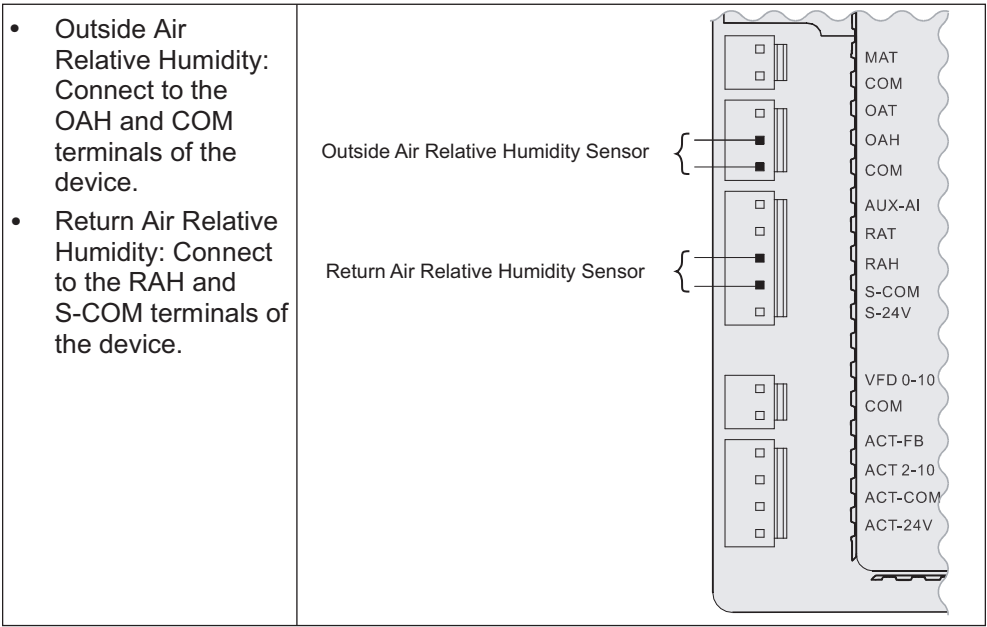 • Outside Air
Relative Humidity:
Connect to the
OAH and COM
terminals of the
device.
• Return Air Relative
Humidity: Connect
to the RAH and
S-COM terminals of
the device.
Outside Air Relative Humidity Sensor
Return Air Relative Humidity Sensor
MAT
COM
OAT
OAH
COM
AUX-AI
RAT
RAH
S-COM
S-24V
VFD 0-10
COM
ACT-FB
ACT 2-10
ACT-COM
ACT-24V